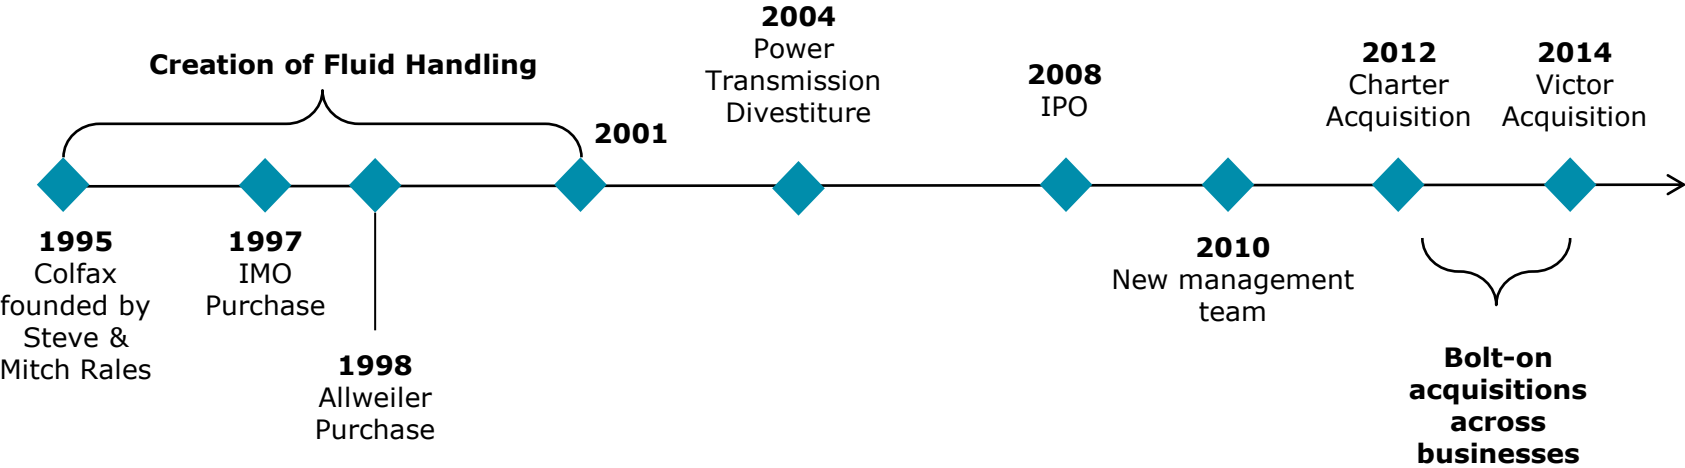 Creation of Fluid Handling
1995
Colfax
founded by
Steve &
Mitch Rales
1997
IMO
Purchase
1998
Allweiler
Purchase
2001
2004
Power
Transmission
Divestiture
2008
IPO
2010
New management
team
2012
Charter
Acquisition
2014
Victor
Acquisition
Bolt-on
acquisitions
across
businesses